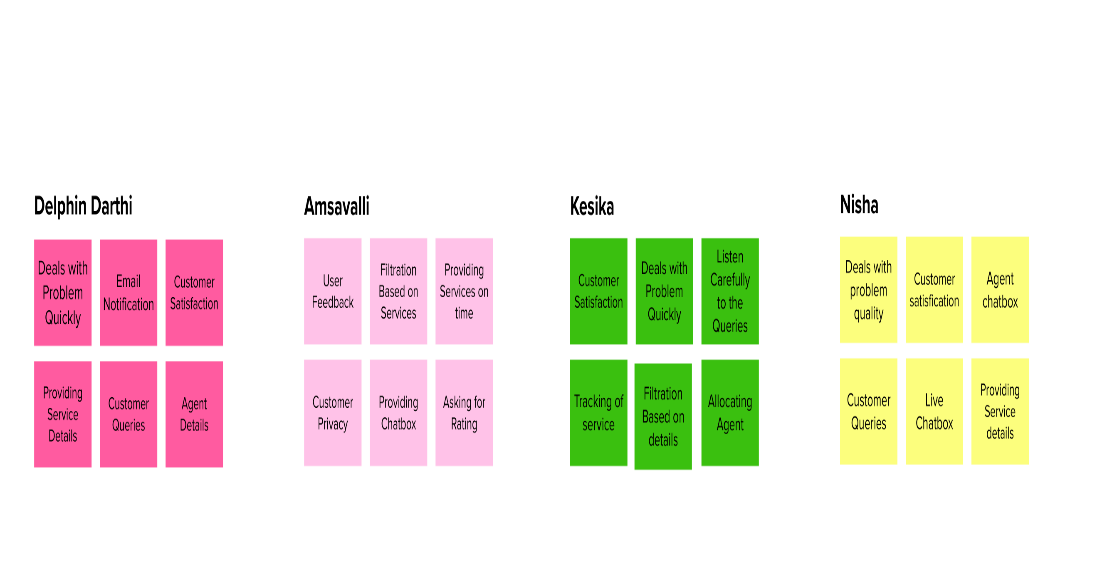 Delphin Darthi
Deals with
Problem
Quickly
Email
Notification
Customer
Satisfaction
Providing
Service
Details
Customer
Queries
Agent
Details
Amsavalli
User
Feedback
Filtration
Based on
Services
Providing
Services on
time
Customer
Privacy
Providing
Chatbox
Asking for
Rating
Kesika
Customer
Satisfaction
Deals with
Problem
Quickly
Listen
Carefully
to the
Queries
Tracking of
service
Filtration
Based on
details
Allocating
Agent
Nisha
Deals with
problem
quality
Customer
satisfication
Agent
chatbox
Customer
Queries
Live
Chatbox
Providing
Service
details